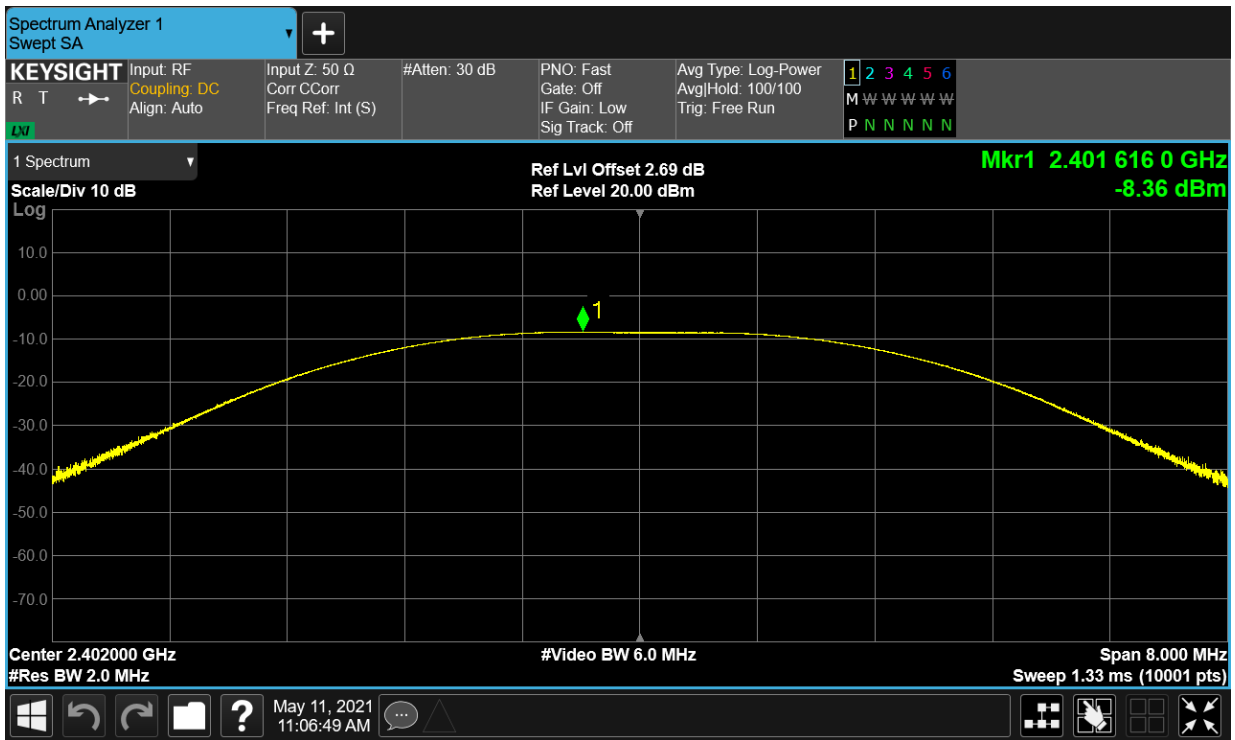 Spectrum Analyzer 1
Swept SA
KEYSIGHT
R T
LXI
Input: RF
Coupling: DC
Align: Auto
Input Z: 50 Ω
Corr CCorr
Freq Ref: Int (S)
#Atten: 30 dB
PNO: Fast
Gate: Off
IF Gain: Low
Sig Track: Off
Avg Type: Log-Power
Avg|Hold: 100/100
Trig: Free Run
1 2 3 4 5 6
M W W W W W
P N N N N N
1 Spectrum
Scale/Div 10 dB
Log
Ref Lvl Offset 2.69 dB
Ref Level 20.00 dBm
Mkr1 2.401 616 0 GHz
-8.36 dBm
10.0
0.00
1
-10.0
-20.0
-30.0
-40.0
-50.0
-60.0
-70.0
Center 2.402000 GHz
#Res BW 2.0 MHz
#Video BW 6.0 MHz
Span 8.000 MHz
Sweep 1.33 ms (10001 pts)
?
May 11, 2021
11:06:49 AM